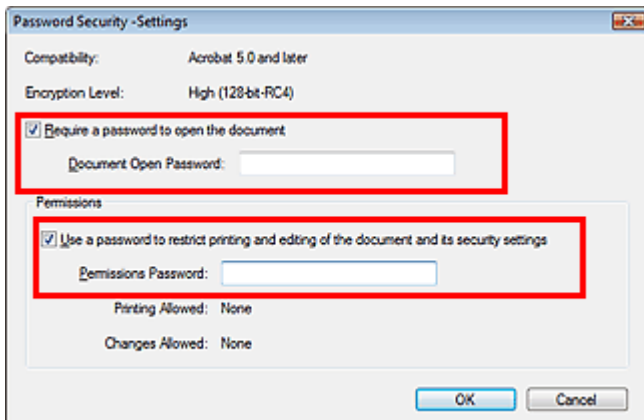 Password Security -Settings
Compatibility: Acrobat 5.0 and later
Encryption Level: High (128-bit-RC4)
Require a password to open the document
Document Open Password:
Permissions
Use a password to restrict printing and editing of the document and its security settings
Permissions Password:
Printing Allowed: None
Changes Allowed: None
OK Cancel